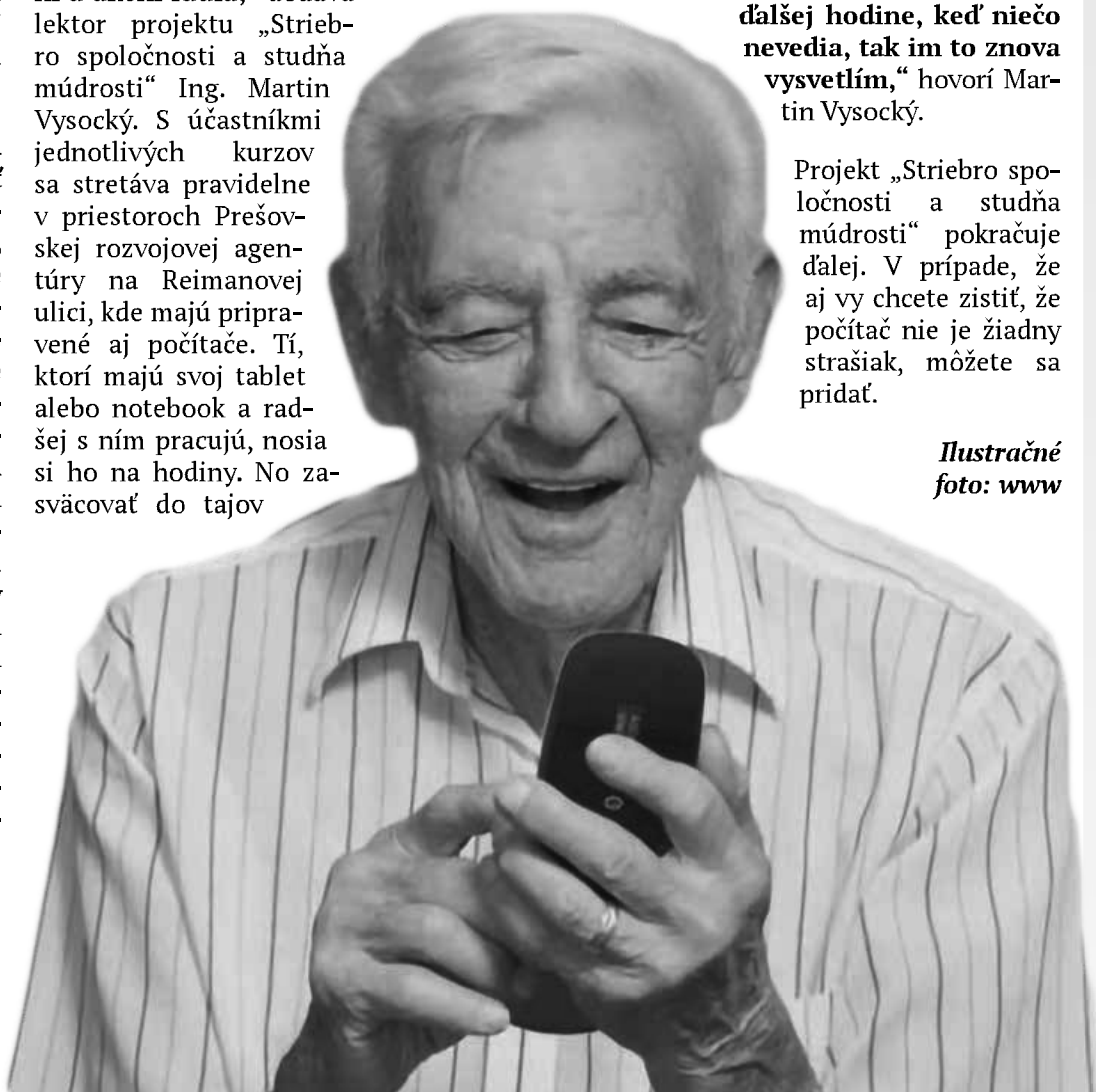 lektor projektu „Strieb-
ro spoločnosti a studňa
múdrosti“ Ing. Martin
Vysocký. S účastníkmi
jednotlivých kurzov
sa stretáva pravidelne
v priestoroch Prešov-
skej rozvojovej agen-
túry na Reimanovej
ulici, kde majú pripra-
vené aj počítače. Tí,
ktorí majú svoj tablet
alebo notebook a rad-
šej s ním pracujú, nosia
si ho na hodiny. No za-
sväcovať do tajov
ďalšej hodine, keď niečo
nevedia, tak im to znova
vysvetlím,“ hovorí Mar-
tin Vysocký.
Projekt „Striebro spo-
ločnosti a studňa
múdrosti“ pokračuje
ďalej. V prípade, že
aj vy chcete zistiť, že
počítač nie je žiadny
strašiak, môžete sa
pridať.
Ilustračné
foto: www